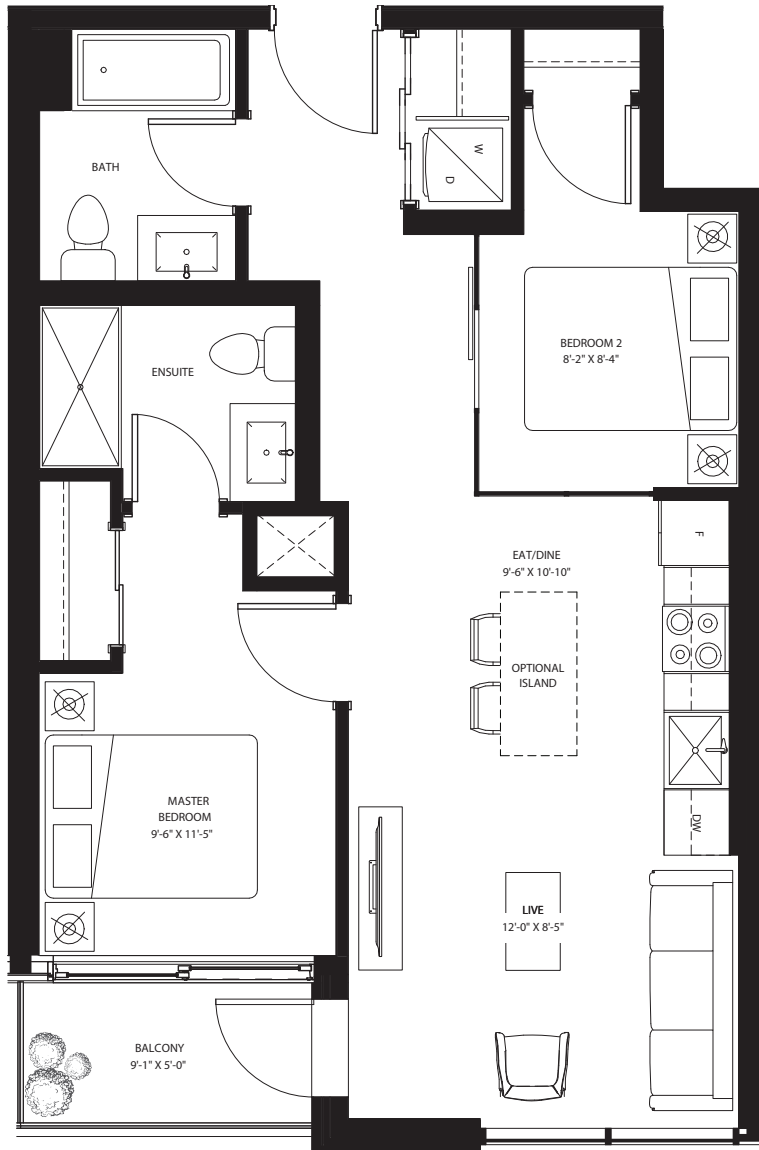 BATH
W
D
BEDROOM 2
8'-2" X 8'-4"
ENSUITE
EAT/DINE
9'-6" X 10'-10"
F
OPTIONAL
ISLAND
MASTER
BEDROOM
9'-6" X 11'-5"
DW
LIVE
12'-0" X 8'-5"
BALCONY
9'-1" X 5'-0"